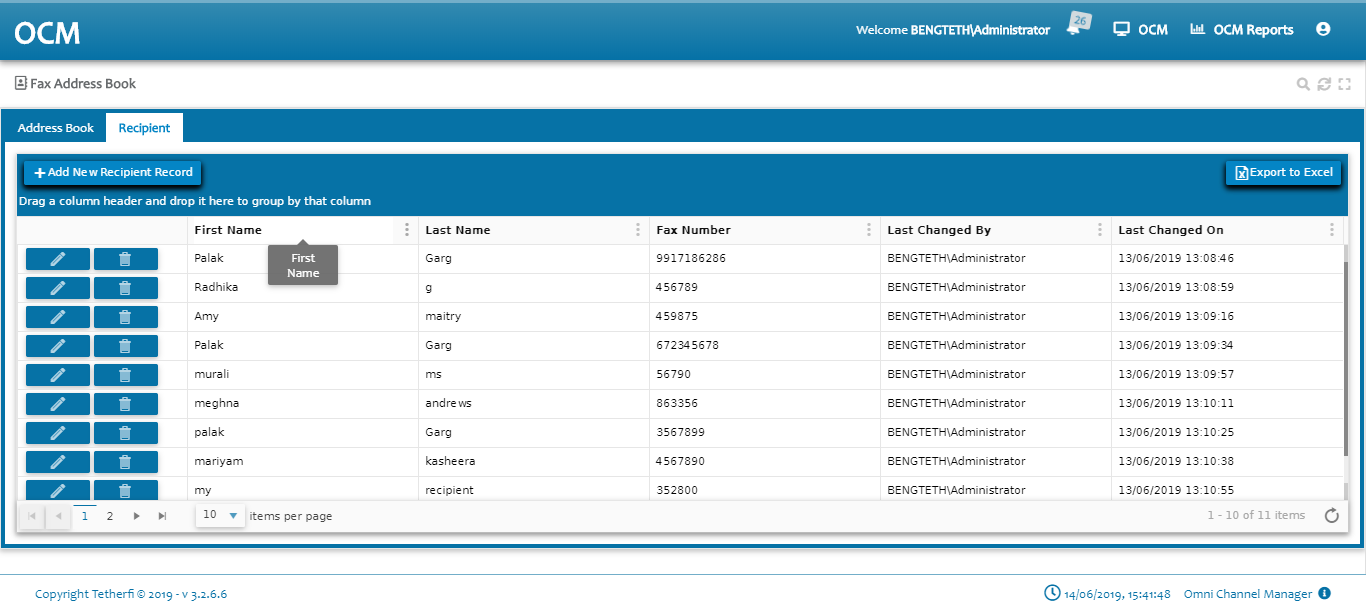 OCM
Welcome BENGTETH\Administrator
26
OCM
OCM Reports
Fax Address Book
Address Book
Recipient
Add New Recipient Record
Export to Excel
Drag a column header and drop it here to group by that column
First Name Last Name Fax Number Last Changed By Last Changed On
First
Name
Palak Garg 9917186286 BENGTETH\Administrator 13/06/2019 13:08:46
Radhika g 456789 BENGTETH\Administrator 13/06/2019 13:08:59
Amy maitry 459875 BENGTETH\Administrator 13/06/2019 13:09:16
Palak Garg 672345678 BENGTETH\Administrator 13/06/2019 13:09:34
murali ms 56790 BENGTETH\Administrator 13/06/2019 13:09:57
meghna andrews 863356 BENGTETH\Administrator 13/06/2019 13:10:11
palak Garg 3567899 BENGTETH\Administrator 13/06/2019 13:10:25
mariyam kasheera 4567890 BENGTETH\Administrator 13/06/2019 13:10:38
my recipient 352800 BENGTETH\Administrator 13/06/2019 13:10:55
1 2 10 items per page 1 - 10 of 11 items
Copyright Tetherfi © 2019 - v 3.2.6.6
14/06/2019, 15:41:48 Omni Channel Manager